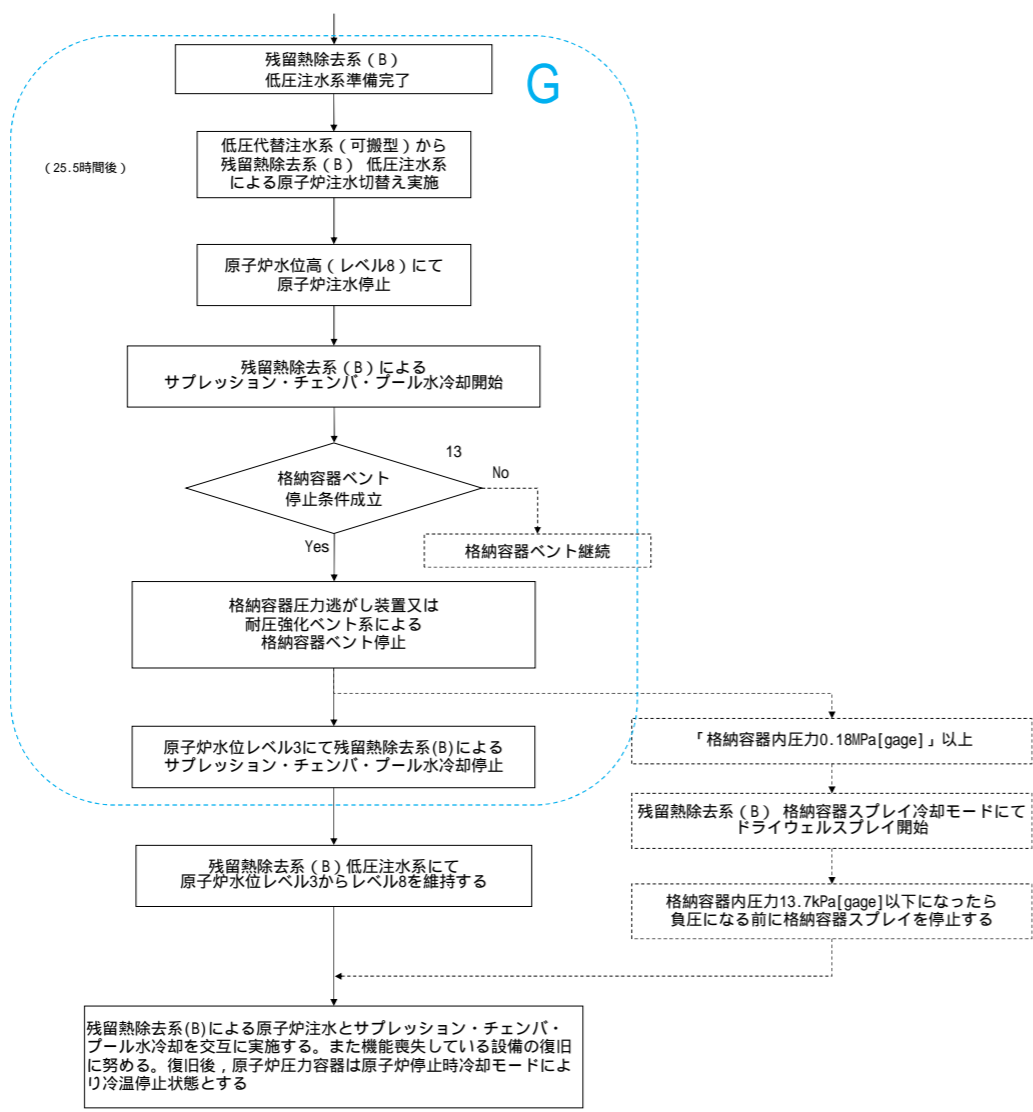 残留熱除去系（B）
低圧注水系準備完了
G
（25.5時間後）
低圧代替注水系（可搬型）から
残留熱除去系（B） 低圧注水系
による原子炉注水切替え実施
原子炉水位高（レベル8）にて
原子炉注水停止
残留熱除去系（B）による
サプレッション・チェンバ・プール水冷却開始
13
格納容器ベント
停止条件成立
No
Yes
格納容器ベント継続
格納容器圧力逃がし装置又は
耐圧強化ベント系による
格納容器ベント停止
原子炉水位レベル3にて残留熱除去系(B)による
サプレッション・チェンバ・プール水冷却停止
「格納容器内圧力0.18MPa[gage]」以上
残留熱除去系（B） 格納容器スプレイ冷却モードにて
ドライウェルスプレイ開始
残留熱除去系（B）低圧注水系にて
原子炉水位レベル3からレベル8を維持する
格納容器内圧力13.7kPa[gage]以下になったら
負圧になる前に格納容器スプレイを停止する
残留熱除去系(B)による原子炉注水とサプレッション・チェンバ・
プール水冷却を交互に実施する。また機能喪失している設備の復旧
に努める。復旧後，原子炉圧力容器は原子炉停止時冷却モードによ
り冷温停止状態とする